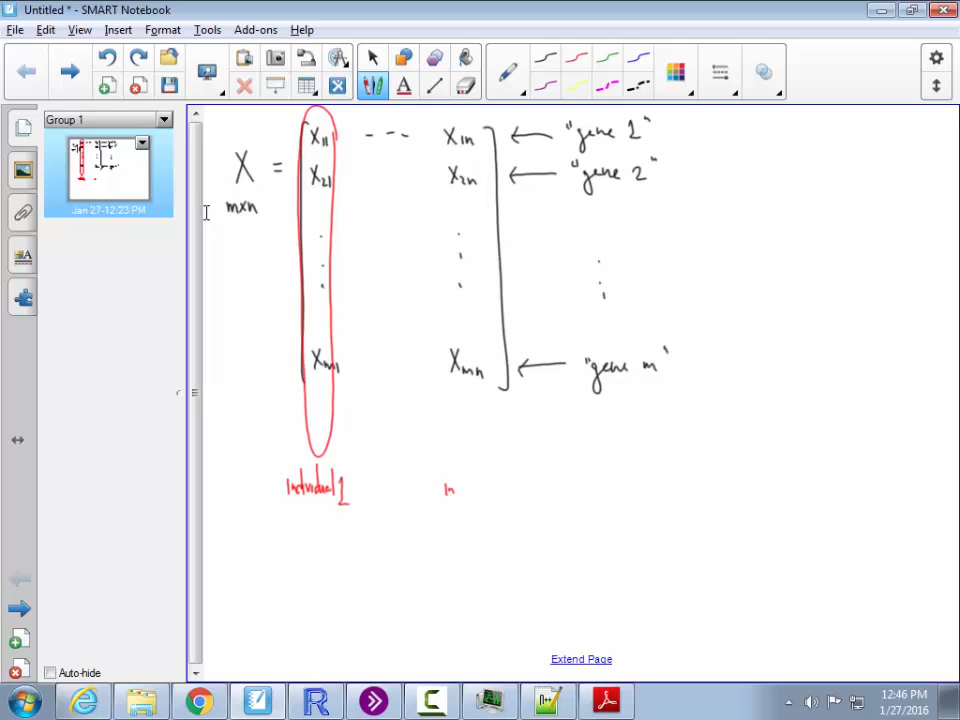 Untitled * - SMART Notebook
File Edit View Insert Format Tools Add-ons Help
Group 1
Jan 27-12:23 PM
X = X11 - - - X1n ← "gene 1"
X21 X2n ← "gene 2"
mxn
Xm1 Xmn ← "gene m"
Individual 1 In
Extend Page
Auto-hide
12:46 PM
1/27/2016